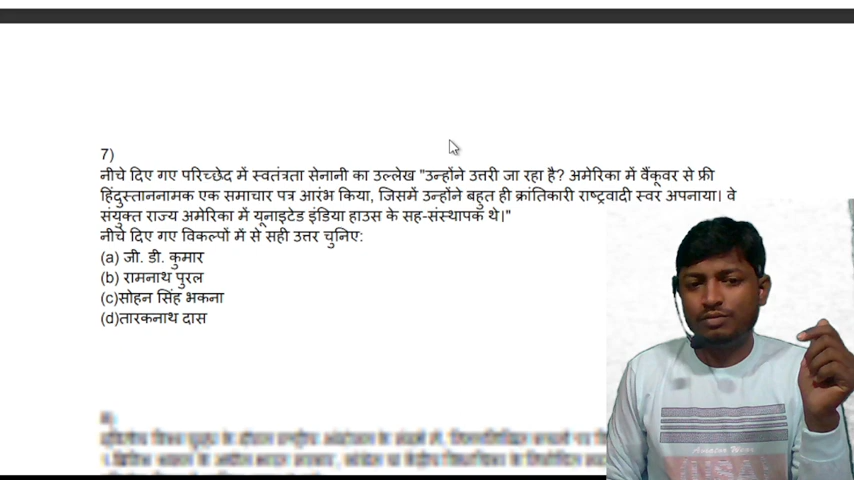 7)
नीचे दिए गए परिच्छेद में स्वतंत्रता सेनानी का उल्लेख "उन्होंने उत्तरी जा रहा है? अमेरिका में वैंकूवर से फ्री
हिंदुस्ताननामक एक समाचार पत्र आरंभ किया, जिसमें उन्होंने बहुत ही क्रांतिकारी राष्ट्रवादी स्वर अपनाया। वे
संयुक्त राज्य अमेरिका में यूनाइटेड इंडिया हाउस के सह-संस्थापक थे।"
नीचे दिए गए विकल्पों में से सही उत्तर चुनिए:
(a) जी. डी. कुमार
(b) रामनाथ पुरल
(c)सोहन सिंह भकना
(d)तारकनाथ दास